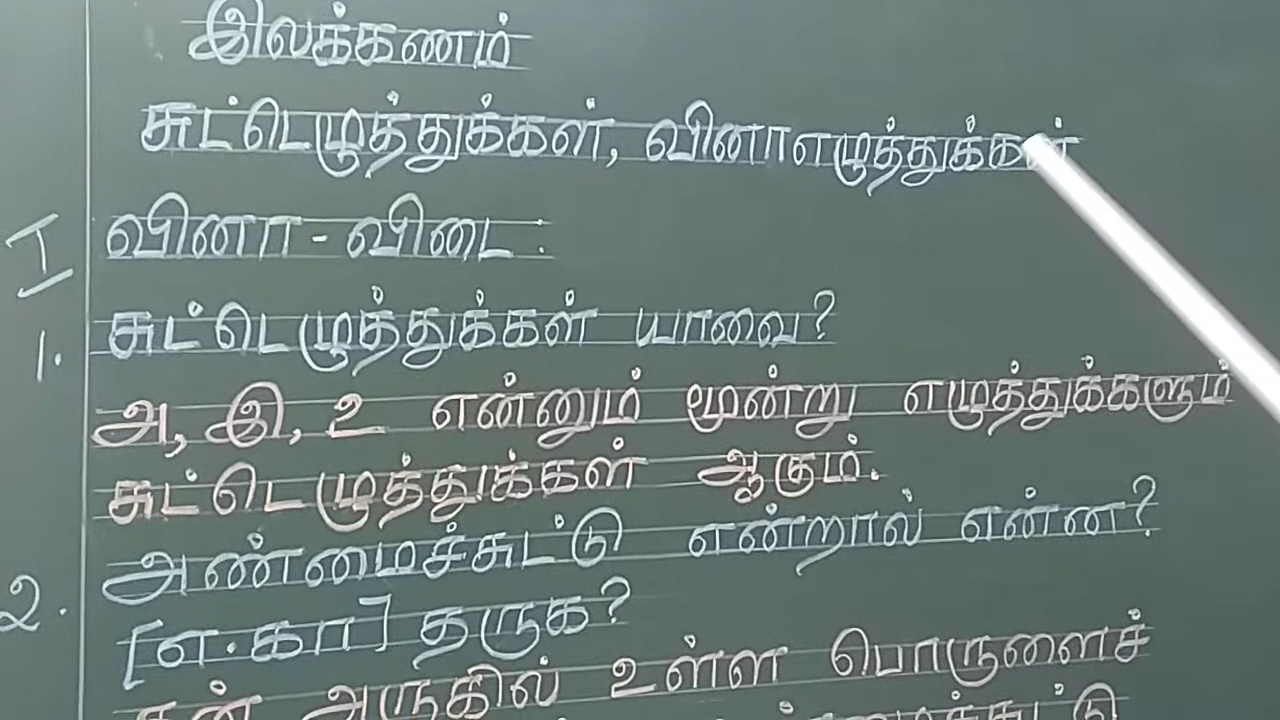 இலக்கணம்
சுட்டெழுத்துக்கள், வினாஎழுத்துக்கள்
I வினா - விடை :
1. சுட்டெழுத்துக்கள் யாவை?
அ, இ, உ என்னும் மூன்று எழுத்துக்களும்
சுட்டெழுத்துக்கள் ஆகும்.
2. அண்மைச்சுட்டு என்றால் என்ன?
[எ.கா] தருக?
தன் அருகில் உள்ள பொருளைச்